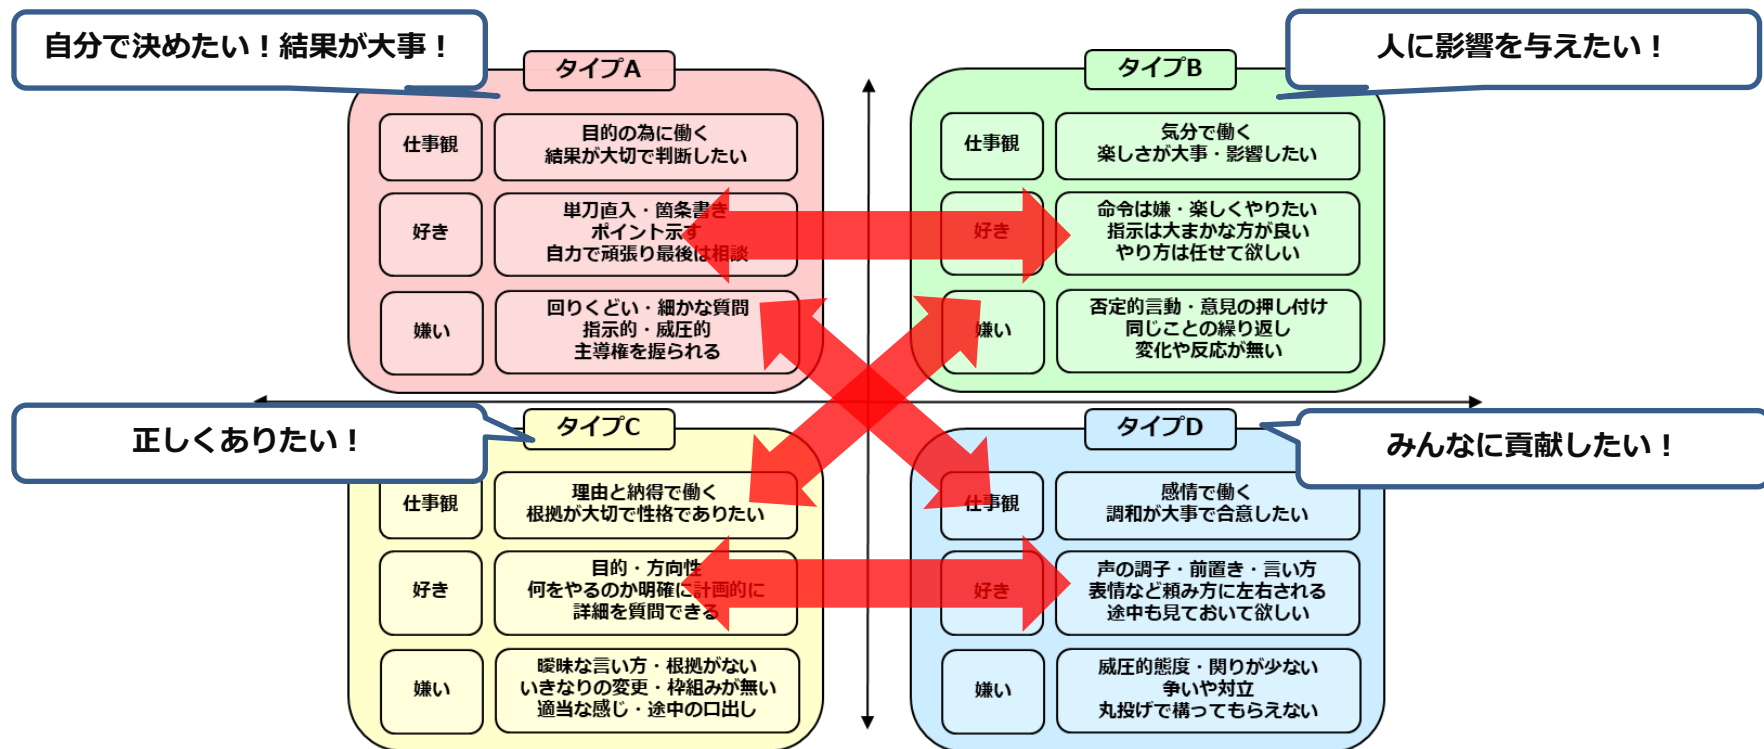 自分で決めたい！結果が大事！
人に影響を与えたい！
タイプA
仕事観
目的の為に働く
結果が大切で判断したい
好き
単刀直入・箇条書き
ポイント示す
自力で頑張り最後は相談
嫌い
回りくどい・細かな質問
指示的・威圧的
主導権を握られる
タイプB
仕事観
気分で働く
楽しさが大事・影響したい
好き
命令は嫌・楽しくやりたい
指示は大まかな方が良い
やり方は任せて欲しい
嫌い
否定的言動・意見の押し付け
同じことの繰り返し
変化や反応が無い
正しくありたい！
みんなに貢献したい！
タイプC
仕事観
理由と納得で働く
根拠が大切で性格でありたい
好き
目的・方向性
何をやるのか明確に計画的に
詳細を質問できる
嫌い
曖昧な言い方・根拠がない
いきなりの変更・枠組みが無い
適当な感じ・途中の口出し
タイプD
仕事観
感情で働く
調和が大事で合意したい
好き
声の調子・前置き・言い方
表情など頼み方に左右される
途中も見ておいて欲しい
嫌い
威圧的態度・関りが少ない
争いや対立
丸投げで構ってもらえない